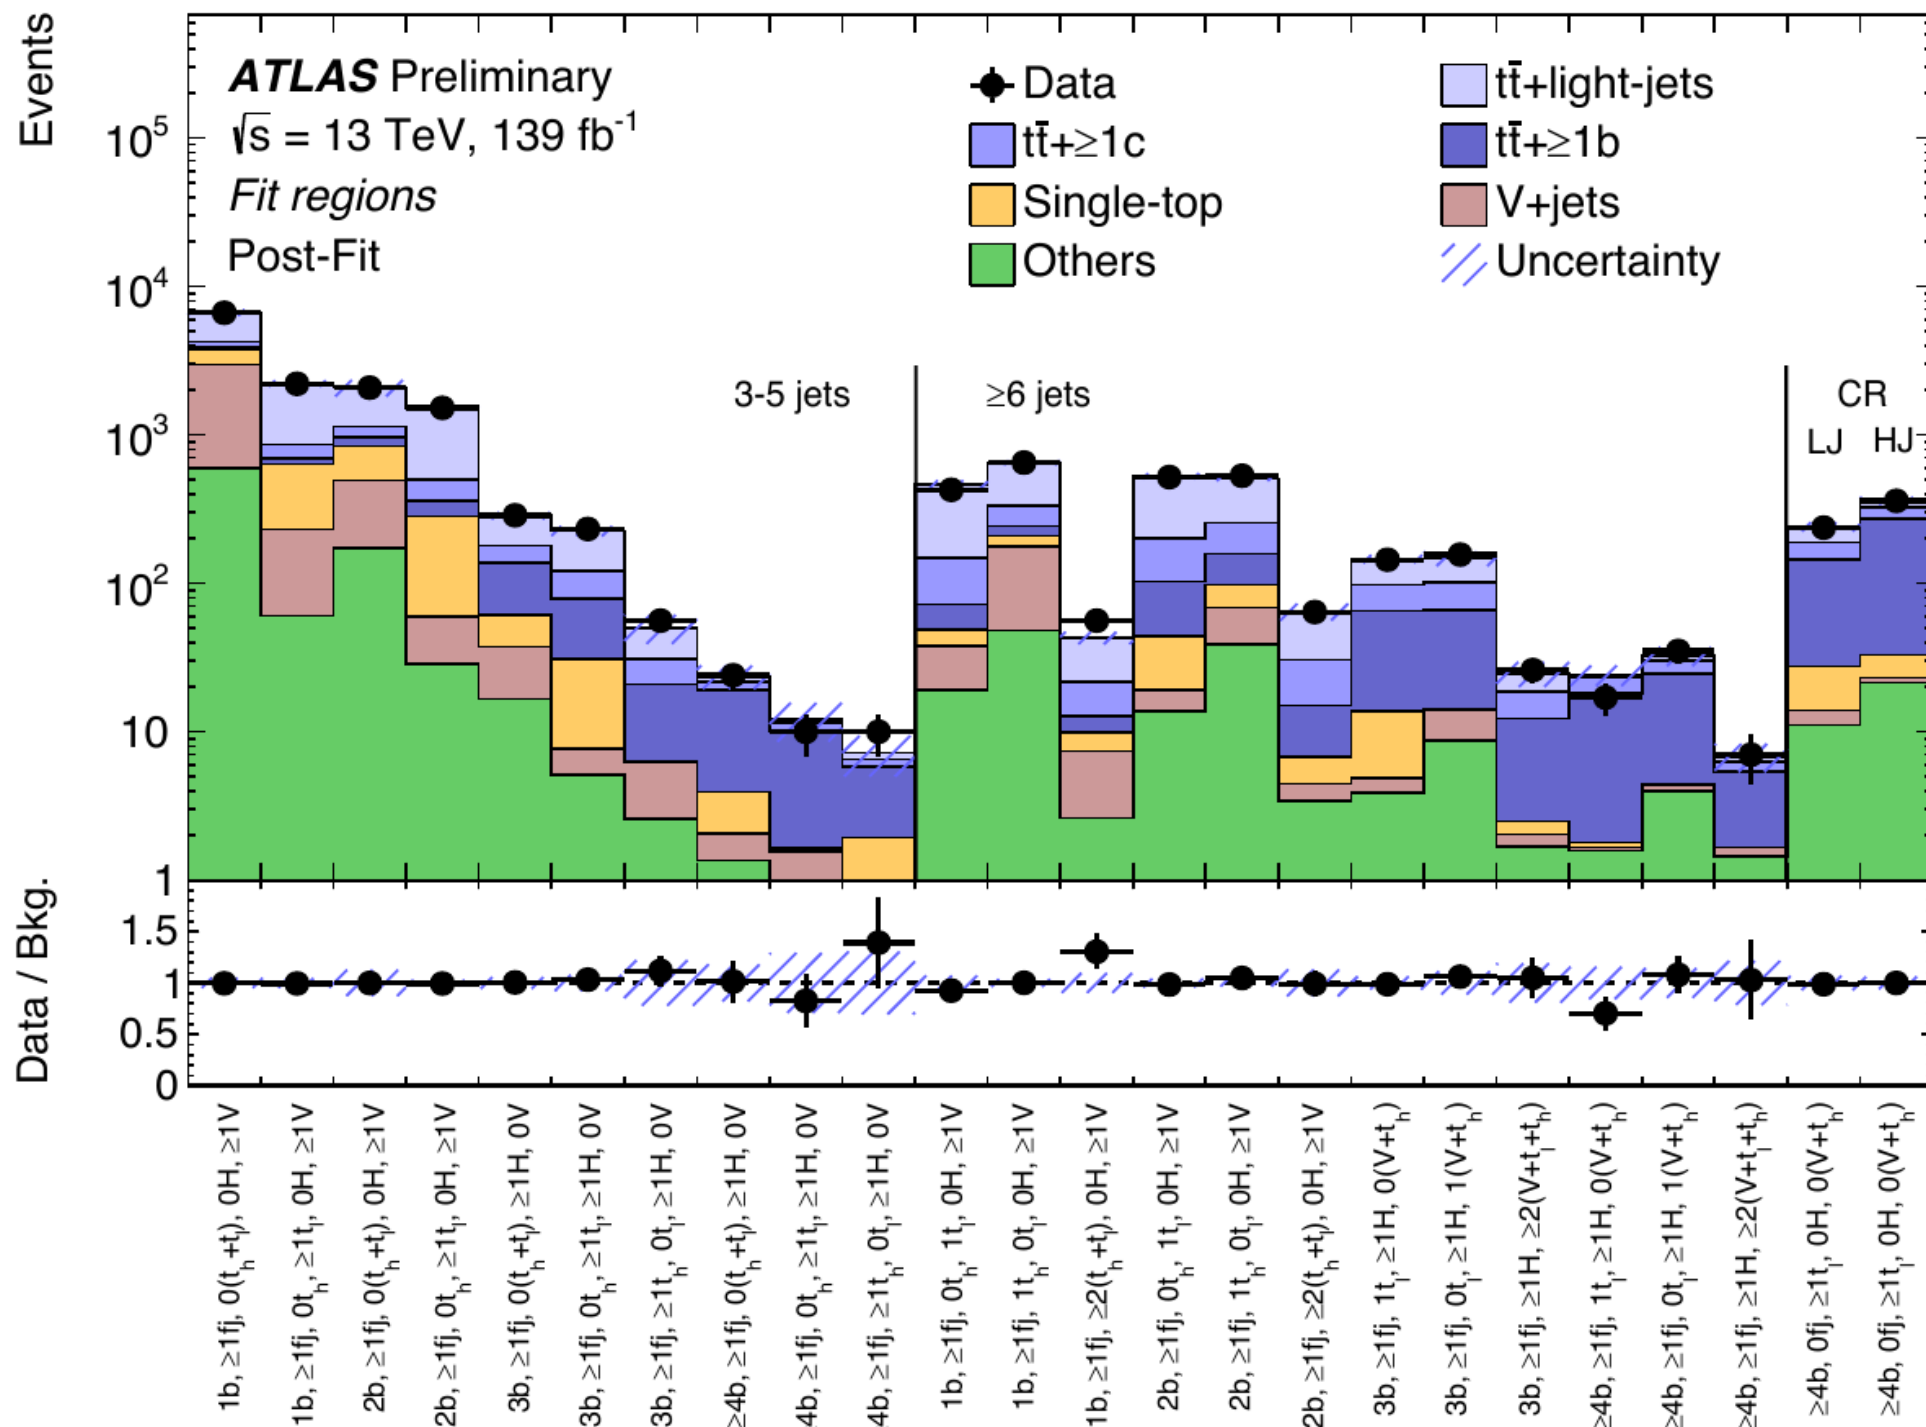 Events
ATLAS Preliminary
√s = 13 TeV, 139 fb⁻¹
Fit regions
Post-Fit
Data
tt̄+light-jets
tt̄+≥1c
tt̄+≥1b
Single-top
V+jets
Others
Uncertainty
10⁵
10⁴
10³
10²
10
1
3-5 jets
≥6 jets
CR
LJ
HJ
Data / Bkg.
1.5
1
0.5
0
1b, ≥1fj, 0(tₕ+tₗ), 0H, ≥1V
1b, ≥1fj, 0tₕ, ≥1tₗ, 0H, ≥1V
2b, ≥1fj, 0(tₕ+tₗ), 0H, ≥1V
2b, ≥1fj, 0tₕ, ≥1tₗ, 0H, ≥1V
3b, ≥1fj, 0(tₕ+tₗ), ≥1H, 0V
3b, ≥1fj, 0tₕ, ≥1tₗ, ≥1H, 0V
3b, ≥1fj, ≥1tₕ, 0tₗ, ≥1H, 0V
≥4b, ≥1fj, 0(tₕ+tₗ), ≥1H, 0V
4b, ≥1fj, 0tₕ, ≥1tₗ, ≥1H, 0V
4b, ≥1fj, ≥1tₕ, 0tₗ, ≥1H, 0V
1b, ≥1fj, 0tₕ, 1tₗ, 0H, ≥1V
1b, ≥1fj, 1tₕ, 0tₗ, 0H, ≥1V
1b, ≥1fj, ≥2(tₕ+tₗ), 0H, ≥1V
2b, ≥1fj, 0tₕ, 1tₗ, 0H, ≥1V
2b, ≥1fj, 1tₕ, 0tₗ, 0H, ≥1V
2b, ≥1fj, ≥2(tₕ+tₗ), 0H, ≥1V
3b, ≥1fj, 1tₗ, ≥1H, 0(V+tₕ)
3b, ≥1fj, 0tₗ, ≥1H, 1(V+tₕ)
3b, ≥1fj, ≥1H, ≥2(V+tₗ+tₕ)
≥4b, ≥1fj, 1tₗ, ≥1H, 0(V+tₕ)
≥4b, ≥1fj, 0tₗ, ≥1H, 1(V+tₕ)
≥4b, ≥1fj, ≥1H, ≥2(V+tₗ+tₕ)
≥4b, 0fj, ≥1tₗ, 0H, 0(V+tₕ)
≥4b, 0fj, ≥1tₗ, 0H, 0(V+tₕ)